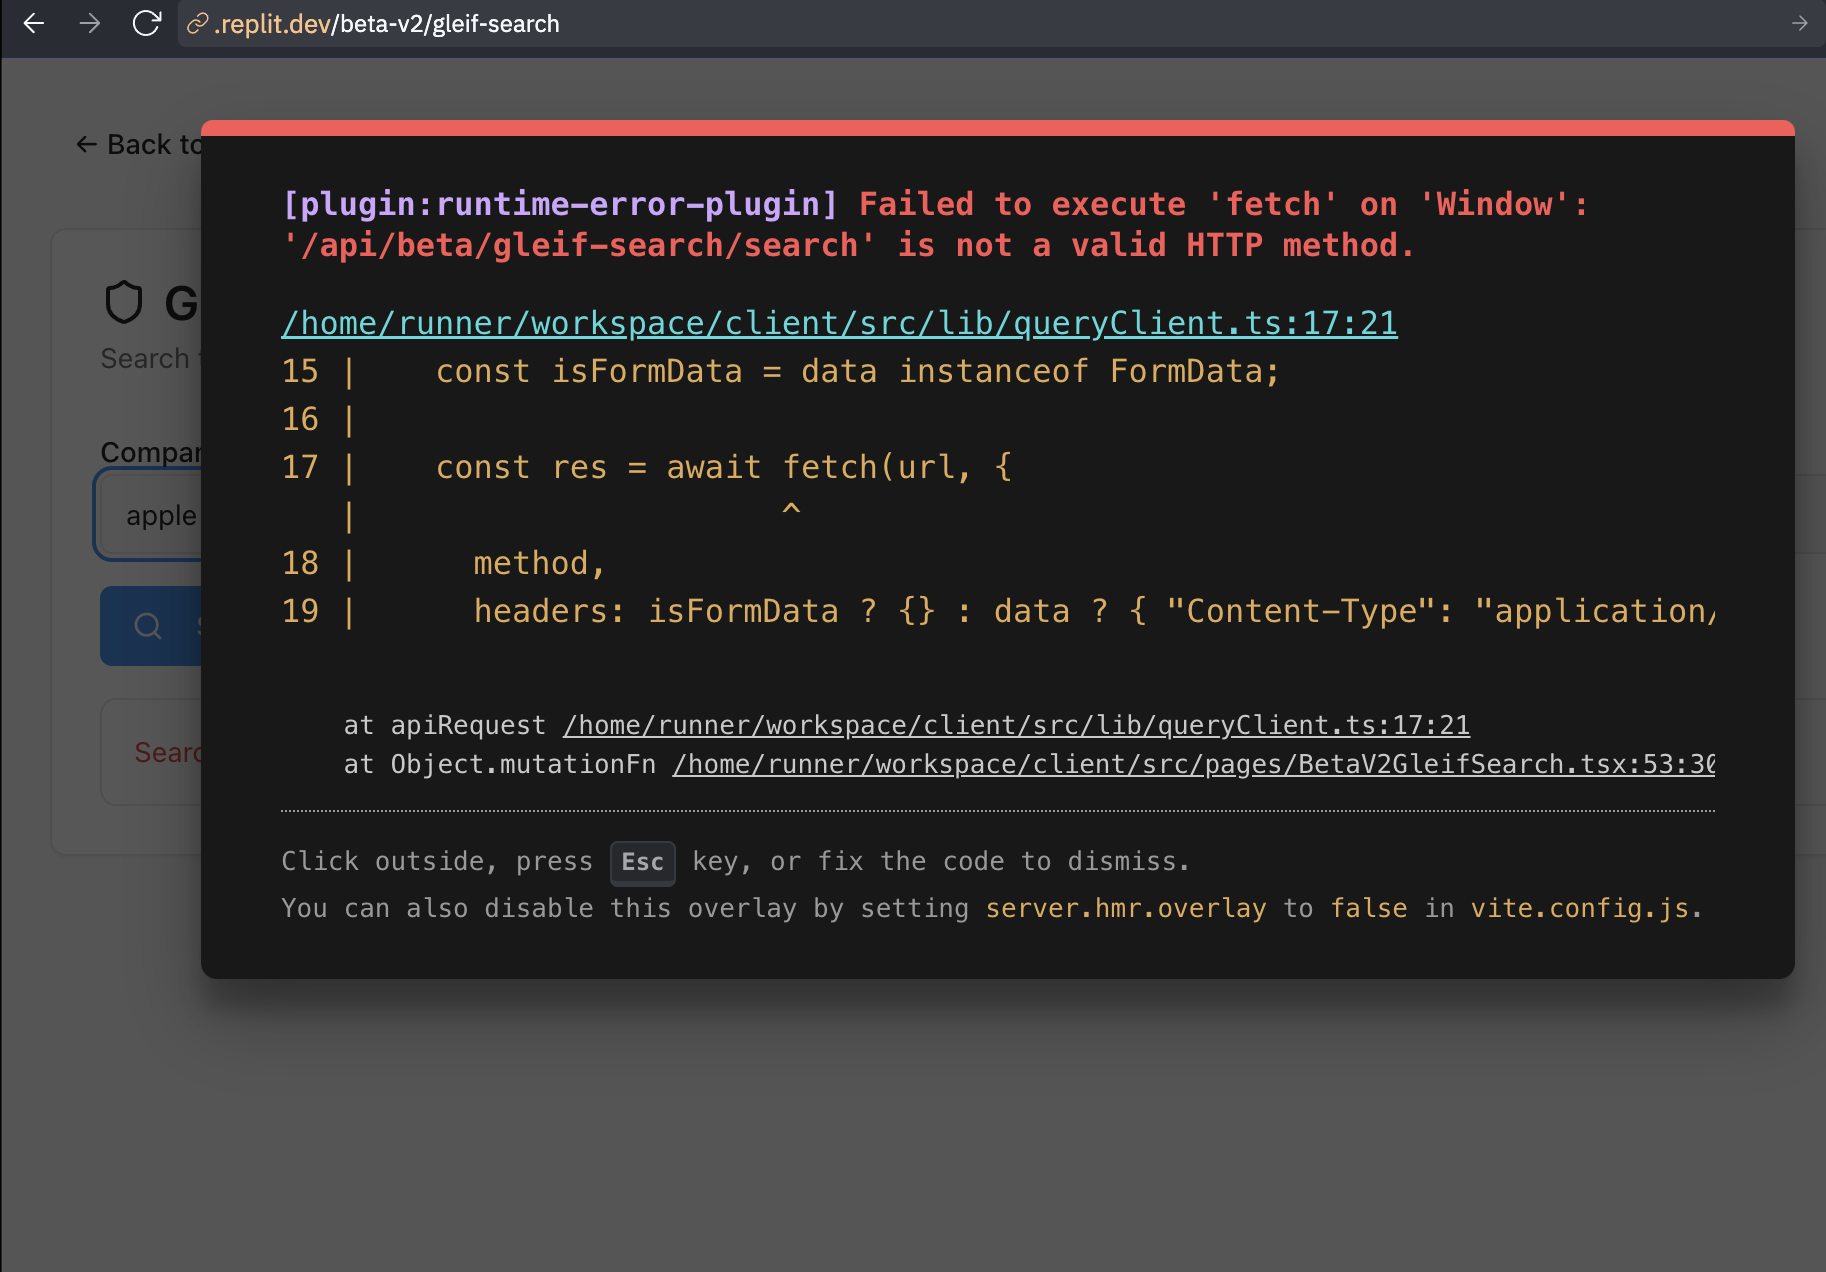 .replit.dev/beta-v2/gleif-search
← Back to
[plugin:runtime-error-plugin] Failed to execute 'fetch' on 'Window':
'/api/beta/gleif-search/search' is not a valid HTTP method.
G
Search
/home/runner/workspace/client/src/lib/queryClient.ts:17:21
15 |    const isFormData = data instanceof FormData;
16 |
17 |    const res = await fetch(url, {
|                      ^
18 |      method,
19 |      headers: isFormData ? {} : data ? { "Content-Type": "application/
Compar
apple
Searc
at apiRequest /home/runner/workspace/client/src/lib/queryClient.ts:17:21
at Object.mutationFn /home/runner/workspace/client/src/pages/BetaV2GleifSearch.tsx:53:30
Click outside, press Esc key, or fix the code to dismiss.
You can also disable this overlay by setting server.hmr.overlay to false in vite.config.js.